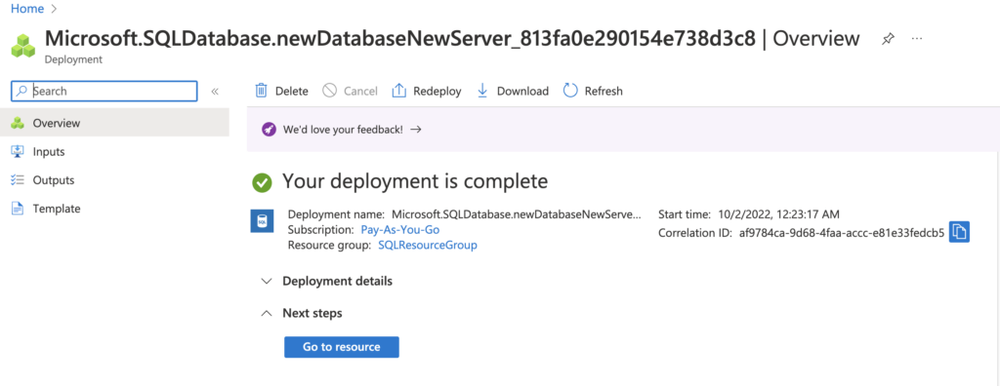 Home >
Microsoft.SQLDatabase.newDatabaseNewServer_813fa0e290154e738d3c8 | Overview
Deployment
Search
Delete Cancel Redeploy Download Refresh
Overview
Inputs
Outputs
Template
We'd love your feedback! →
Your deployment is complete
Deployment name: Microsoft.SQLDatabase.newDatabaseNewServe...
Subscription: Pay-As-You-Go
Resource group: SQLResourceGroup
Start time: 10/2/2022, 12:23:17 AM
Correlation ID: af9784ca-9d68-4faa-accc-e81e33fedcb5
Deployment details
Next steps
Go to resource